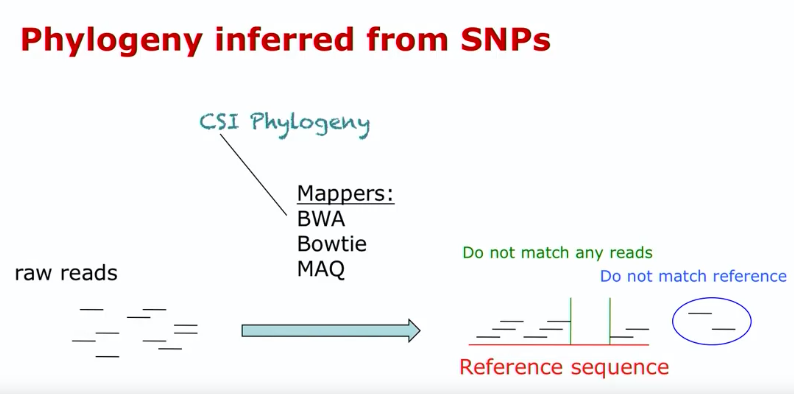 Phylogeny inferred from SNPs
CSI Phylogeny
Mappers:
BWA
Bowtie
MAQ
raw reads
Do not match any reads
Do not match reference
Reference sequence